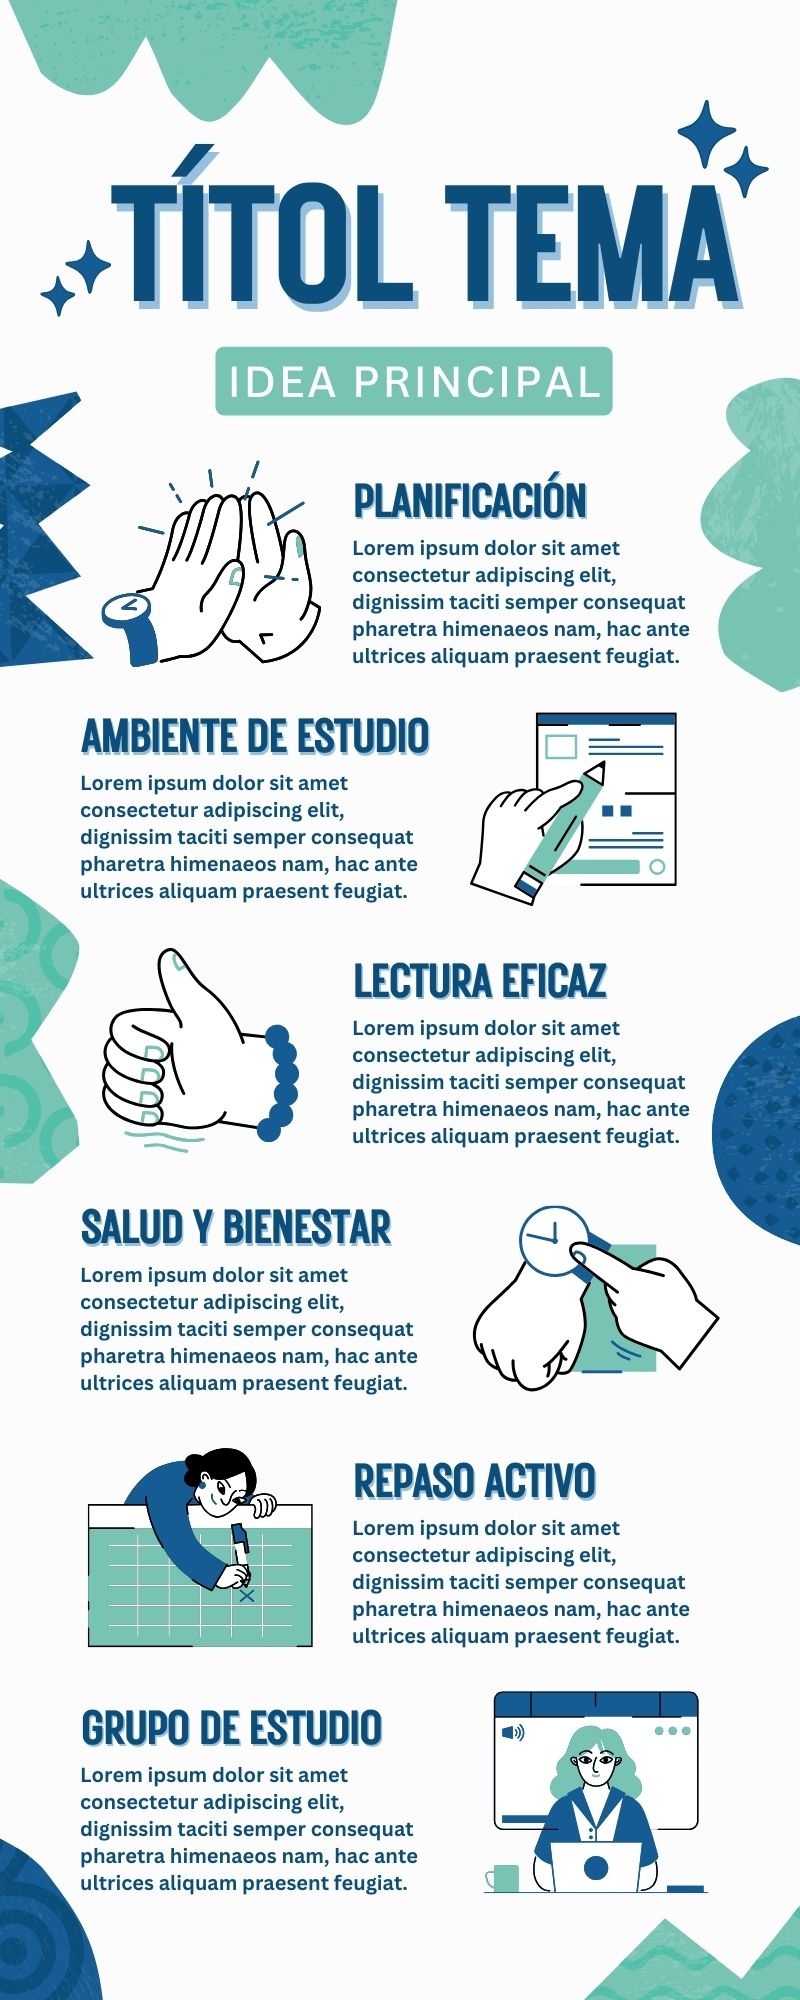 TÍTOL TEMA
IDEA PRINCIPAL
PLANIFICACIÓN
Lorem ipsum dolor sit amet
consectetur adipiscing elit,
dignissim taciti semper consequat
pharetra himenaeos nam, hac ante
ultrices aliquam praesent feugiat.
AMBIENTE DE ESTUDIO
Lorem ipsum dolor sit amet
consectetur adipiscing elit,
dignissim taciti semper consequat
pharetra himenaeos nam, hac ante
ultrices aliquam praesent feugiat.
LECTURA EFICAZ
Lorem ipsum dolor sit amet
consectetur adipiscing elit,
dignissim taciti semper consequat
pharetra himenaeos nam, hac ante
ultrices aliquam praesent feugiat.
SALUD Y BIENESTAR
Lorem ipsum dolor sit amet
consectetur adipiscing elit,
dignissim taciti semper consequat
pharetra himenaeos nam, hac ante
ultrices aliquam praesent feugiat.
REPASO ACTIVO
Lorem ipsum dolor sit amet
consectetur adipiscing elit,
dignissim taciti semper consequat
pharetra himenaeos nam, hac ante
ultrices aliquam praesent feugiat.
GRUPO DE ESTUDIO
Lorem ipsum dolor sit amet
consectetur adipiscing elit,
dignissim taciti semper consequat
pharetra himenaeos nam, hac ante
ultrices aliquam praesent feugiat.